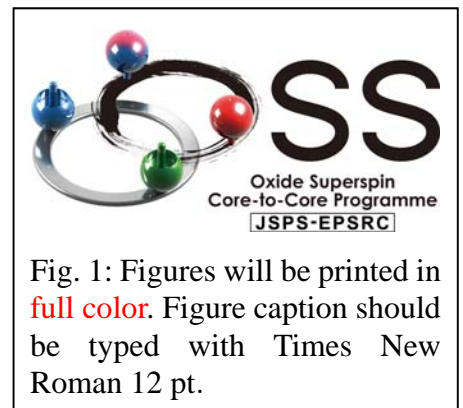 OSS
Oxide Superspin
Core-to-Core Programme
JSPS-EPSRC
Fig. 1: Figures will be printed in
full color. Figure caption should
be typed with Times New
Roman 12 pt.